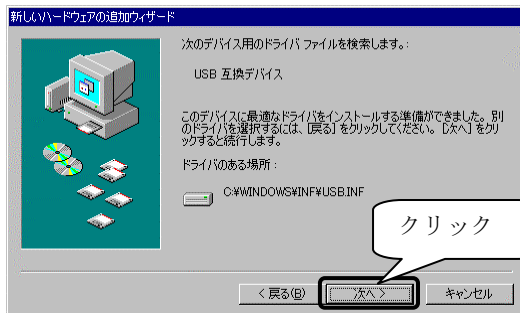 新しいハードウェアの追加ウィザード
次のデバイス用のドライバ ファイルを検索します。:
USB 互換デバイス
このデバイスに最適なドライバをインストールする準備ができました。別
のドライバを選択するには、[戻る] をクリックしてください。[次へ] をクリ
ックすると続行します。
ドライバのある場所 :
C:¥WINDOWS¥INF¥USB.INF
クリック
< 戻る(B)
次へ >
キャンセル